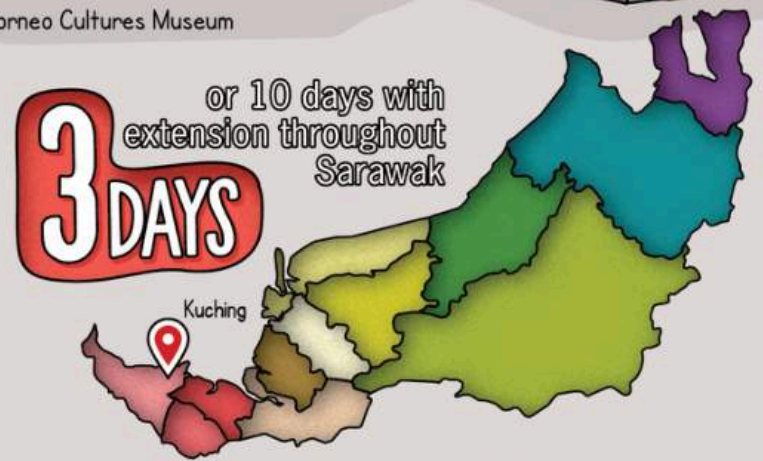 orneo Cultures Museum
3 DAYS
or 10 days with
extension throughout
Sarawak
Kuching